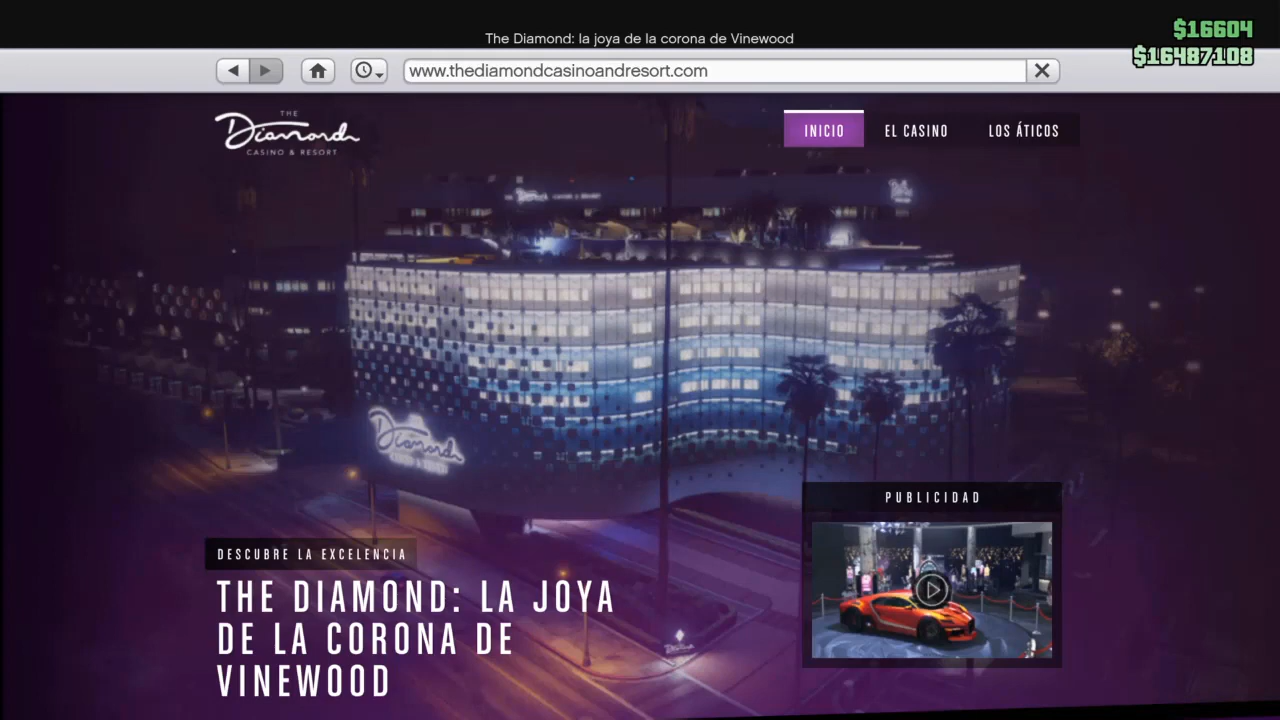 The Diamond: la joya de la corona de Vinewood
$16604
$16487108
www.thediamondcasinoandresort.com
THE
Diamond
CASINO & RESORT
INICIO
EL CASINO
LOS ÁTICOS
Diamond
PUBLICIDAD
DESCUBRE LA EXCELENCIA
THE DIAMOND: LA JOYA
DE LA CORONA DE
VINEWOOD